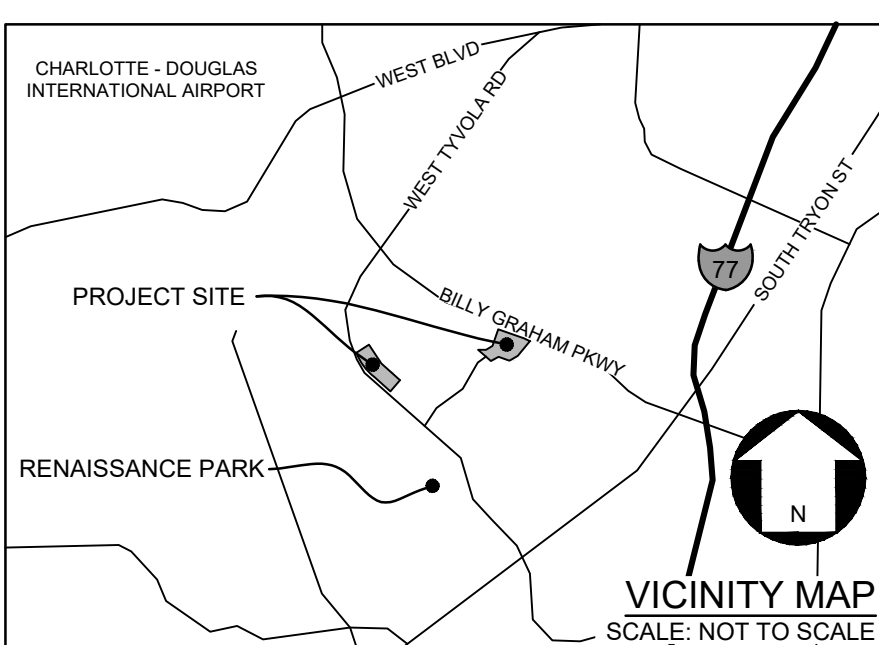 CHARLOTTE - DOUGLAS
INTERNATIONAL AIRPORT
WEST BLVD
WEST TYVOLA RD
SOUTH TRYON ST
77
PROJECT SITE
BILLY GRAHAM PKWY
RENAISSANCE PARK
N
VICINITY MAP
SCALE: NOT TO SCALE